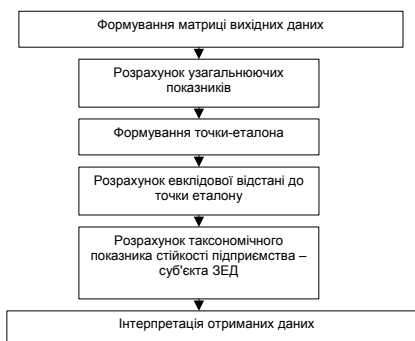 Формування матриці вихідних даних
Розрахунок узагальнюючих
показників
Формування точки-еталона
Розрахунок евклідової відстані до
точки еталону
Розрахунок таксономічного
показника стійкості підприємства –
суб'єкта ЗЕД
Інтерпретація отриманих даних